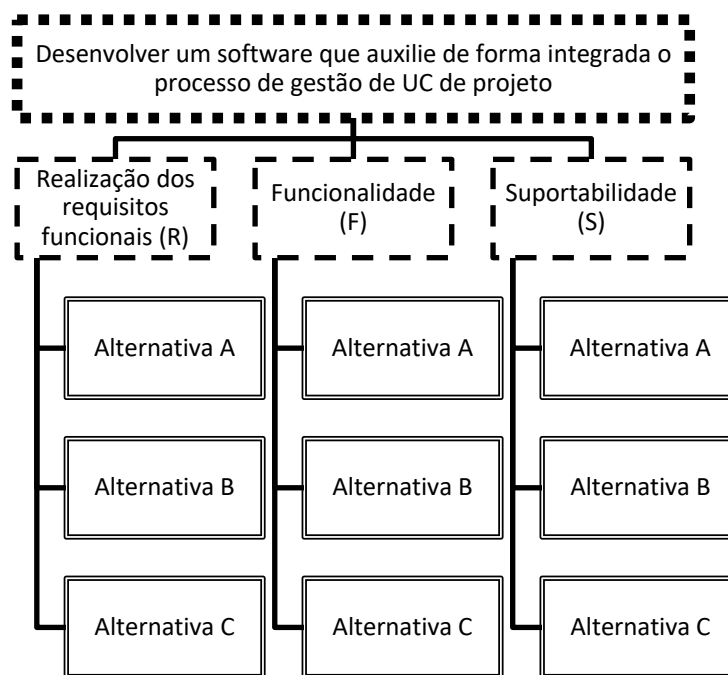 Desenvolver um software que auxilie de forma integrada o
processo de gestão de UC de projeto
Realização dos
requisitos
funcionais (R)
Funcionalidade
(F)
Suportabilidade
(S)
Alternativa A
Alternativa A
Alternativa A
Alternativa B
Alternativa B
Alternativa B
Alternativa C
Alternativa C
Alternativa C